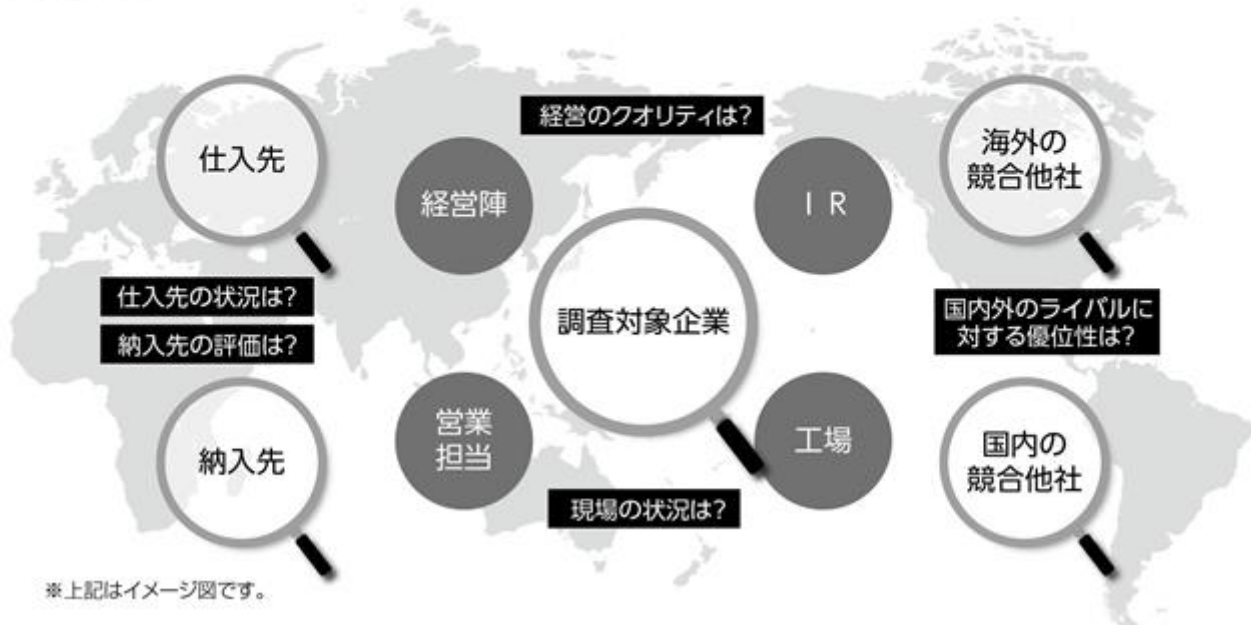 経営のクオリティは?
仕入先
経営陣
I R
海外の
競合他社
仕入先の状況は?
納入先の評価は?
調査対象企業
国内外のライバルに
対する優位性は?
納入先
営業
担当
工場
国内の
競合他社
現場の状況は?
※上記はイメージ図です。